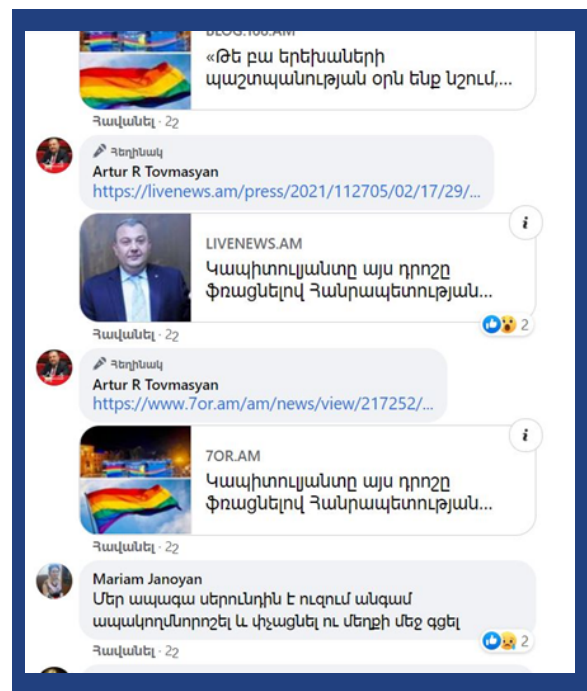 BLOG.168.AM
«Թե բա երեխաների
պաշտպանության օրն ենք նշում,...
Հավանել · 2շ
Հեղինակ
Artur R Tovmasyan
https://livenews.am/press/2021/112705/02/17/29/...
LIVENEWS.AM
Կապիտուլյանտը այս դրոշը
ֆռացնելով Հանրապետության...
2
Հավանել · 2շ
Հեղինակ
Artur R Tovmasyan
https://www.7or.am/am/news/view/217252/...
7OR.AM
Կապիտուլյանտը այս դրոշը
ֆռացնելով Հանրապետության...
Հավանել · 2շ
Mariam Janoyan
Մեր ապագա սերունդին է ուզում անգամ
ապակողմնորոշել և փչացնել ու մեղքի մեջ գցել
2
Հավանել · 2շ